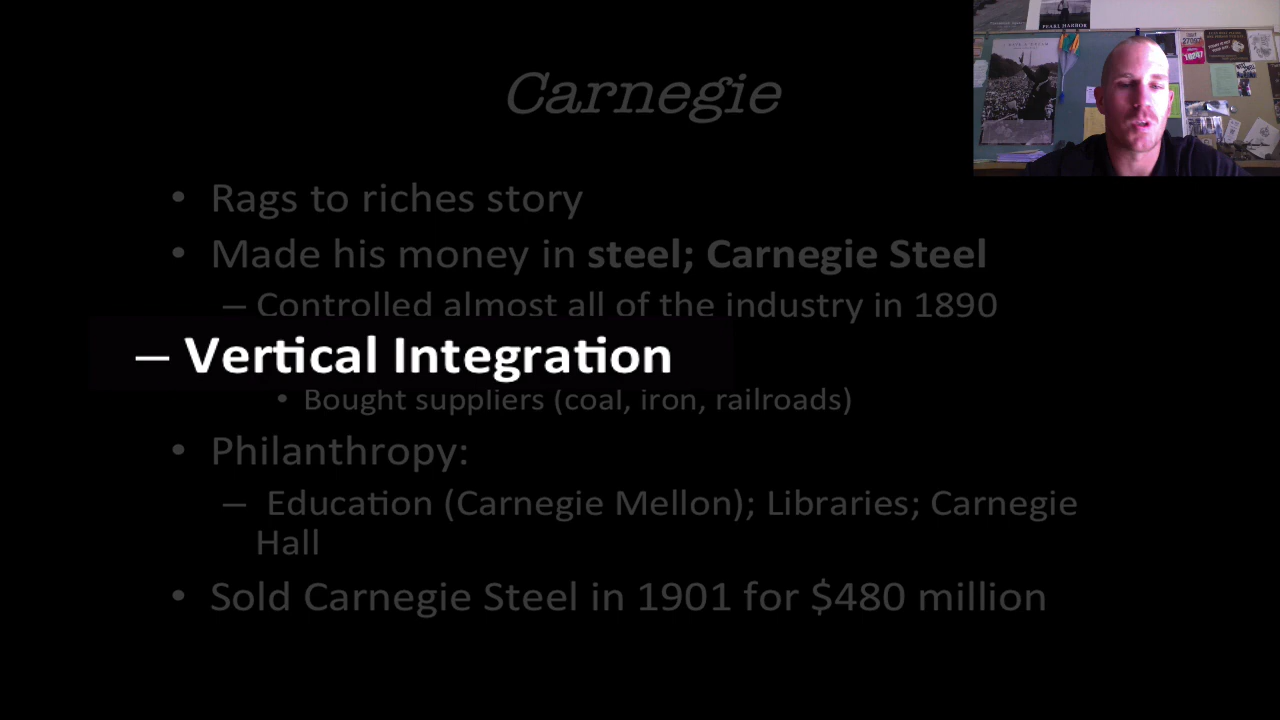 Carnegie
• Rags to riches story
• Made his money in steel; Carnegie Steel
– Controlled almost all of the industry in 1890
– Vertical Integration
• Bought suppliers (coal, iron, railroads)
• Philanthropy:
– Education (Carnegie Mellon); Libraries; Carnegie
Hall
• Sold Carnegie Steel in 1901 for $480 million
PEARL HARBOR
27097
16247